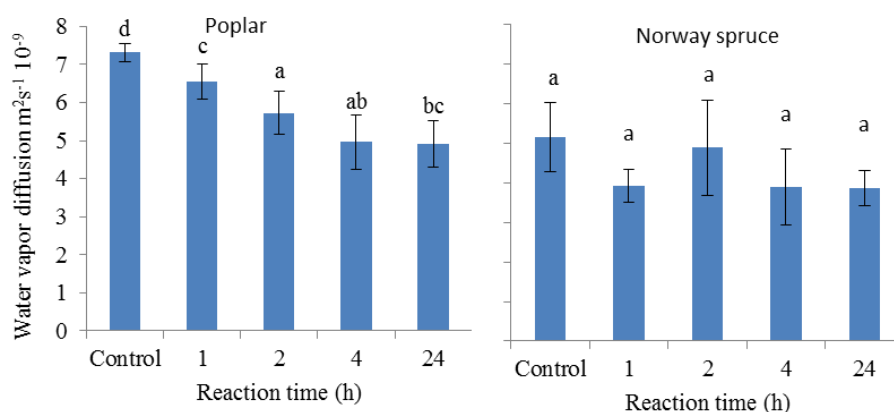 Water vapor diffusion m²s⁻¹ 10⁻⁹
8
7
6
5
4
3
2
1
0
Poplar
d
c
a
ab
bc
Control 1 2 4 24
Reaction time (h)
Norway spruce
a
a
a
a
a
Control 1 2 4 24
Reaction time (h)